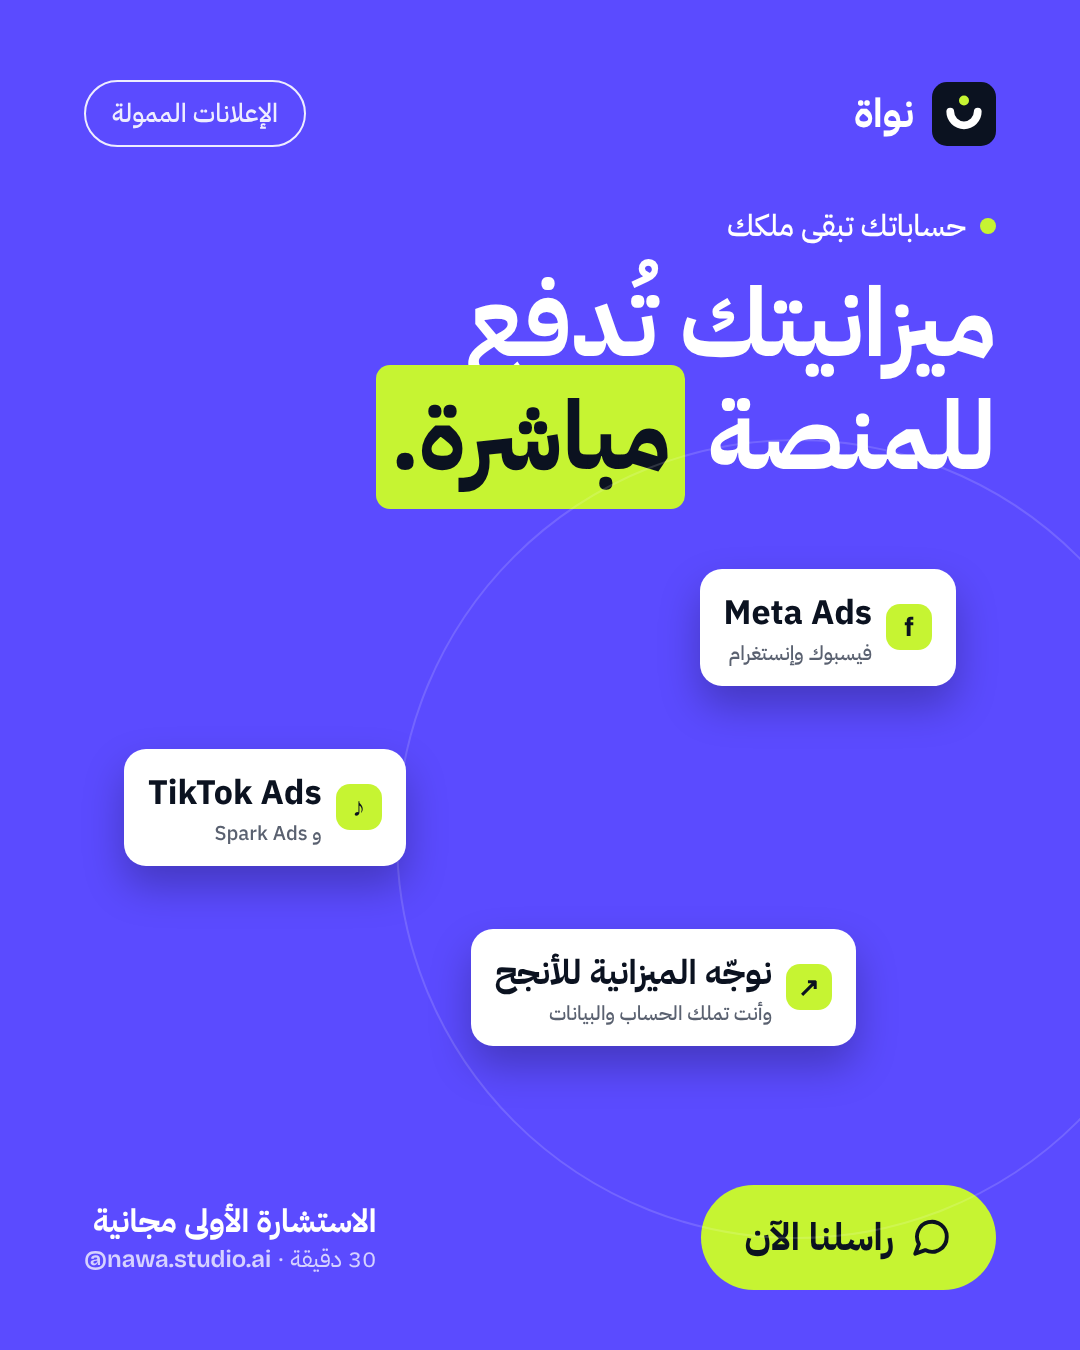 نواة
الإعلانات الممولة
حساباتك تبقى ملكك
ميزانيتك تُدفع
للمنصة مباشرة.
f
Meta Ads
فيسبوك وإنستغرام
♪
TikTok Ads
و Spark Ads
↗
نوجّه الميزانية للأنجح
وأنت تملك الحساب والبيانات
راسلنا الآن
الاستشارة الأولى مجانية
30 دقيقة · @nawa.studio.ai